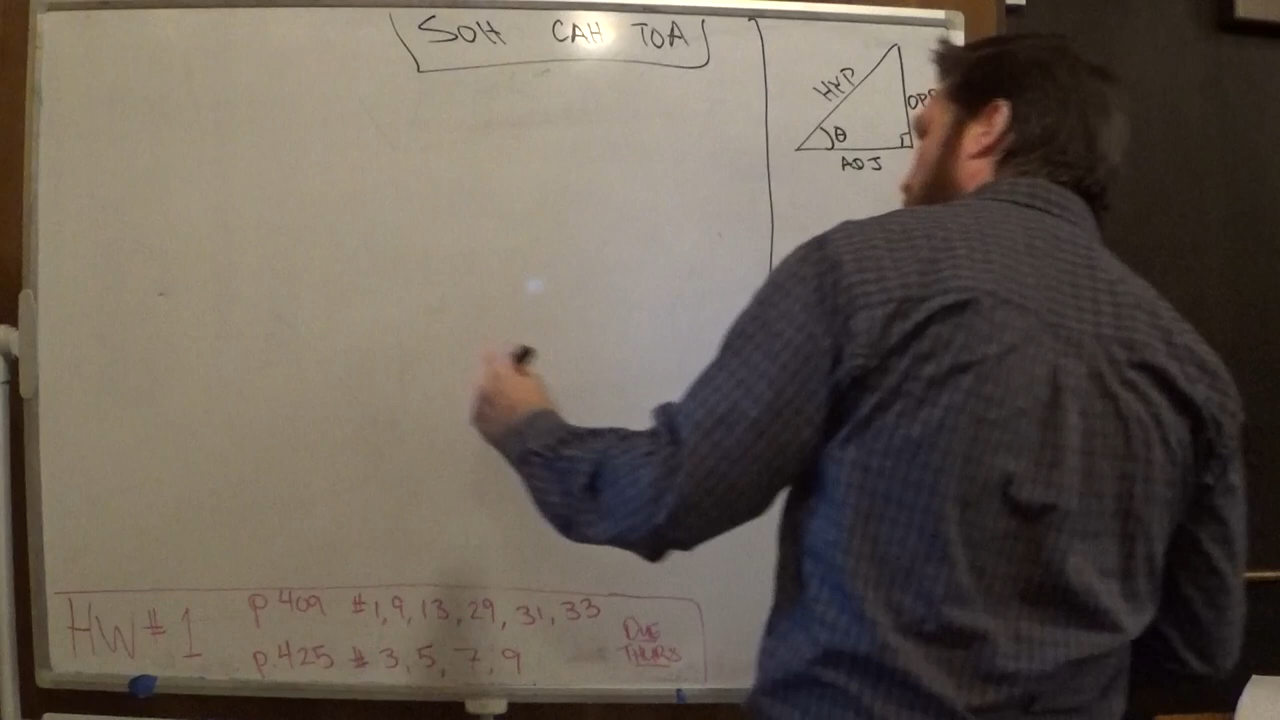 SOH CAH TOA
HYP
θ
ADJ
HW #1
p.409 #1,9,13,29,31,33
p.425 # 3, 5, 7, 9
DUE
THURS